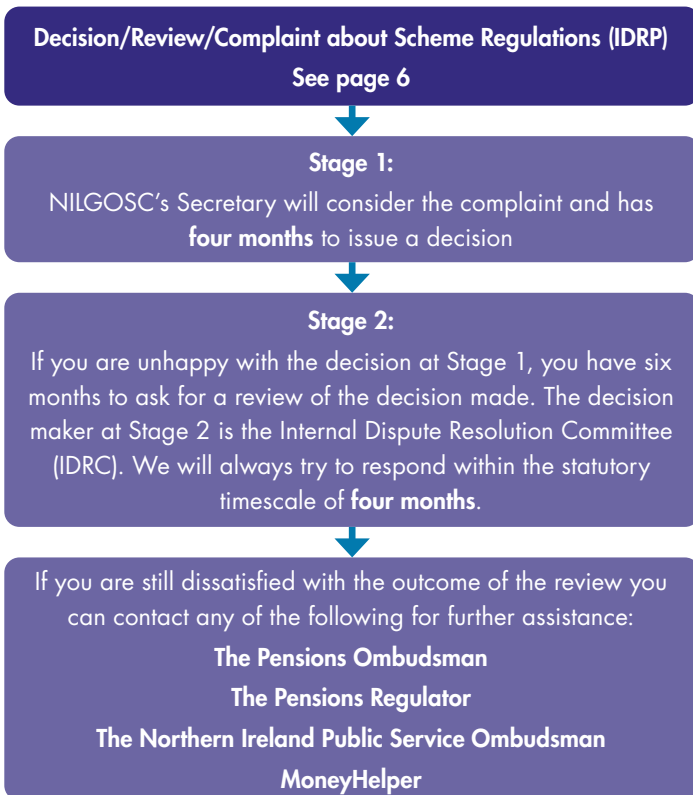 Decision/Review/Complaint about Scheme Regulations (IDRP)
See page 6
Stage 1:
NILGOSC's Secretary will consider the complaint and has
four months to issue a decision
Stage 2:
If you are unhappy with the decision at Stage 1, you have six
months to ask for a review of the decision made. The decision
maker at Stage 2 is the Internal Dispute Resolution Committee
(IDRC). We will always try to respond within the statutory
timescale of four months.
If you are still dissatisfied with the outcome of the review you
can contact any of the following for further assistance:
The Pensions Ombudsman
The Pensions Regulator
The Northern Ireland Public Service Ombudsman
MoneyHelper